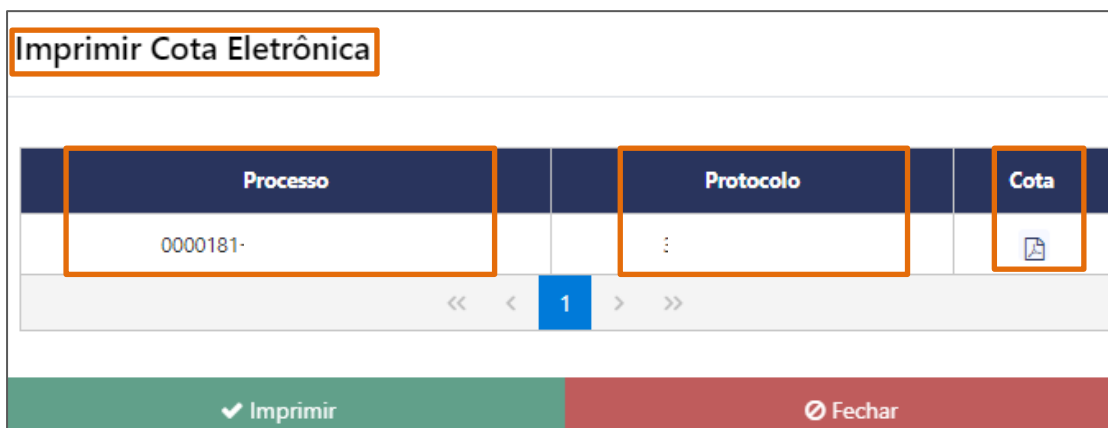 Imprimir Cota Eletrônica
Processo Protocolo Cota
0000181-
<< < 1 > >>
Imprimir Fechar